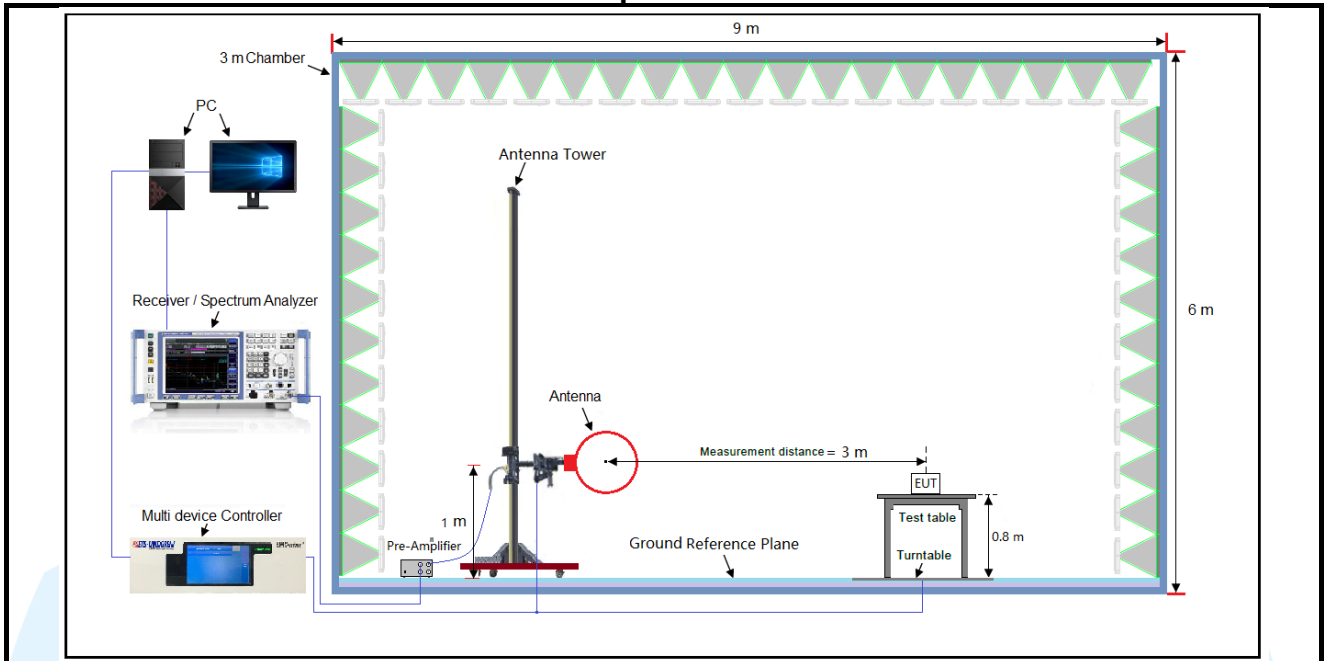 9 m
3 m Chamber
PC
Antenna Tower
6 m
Receiver / Spectrum Analyzer
Antenna
Measurement distance = 3 m
EUT
Multi device Controller
1 m
Test table
0.8 m
Pre-Amplifier
Ground Reference Plane
Turntable